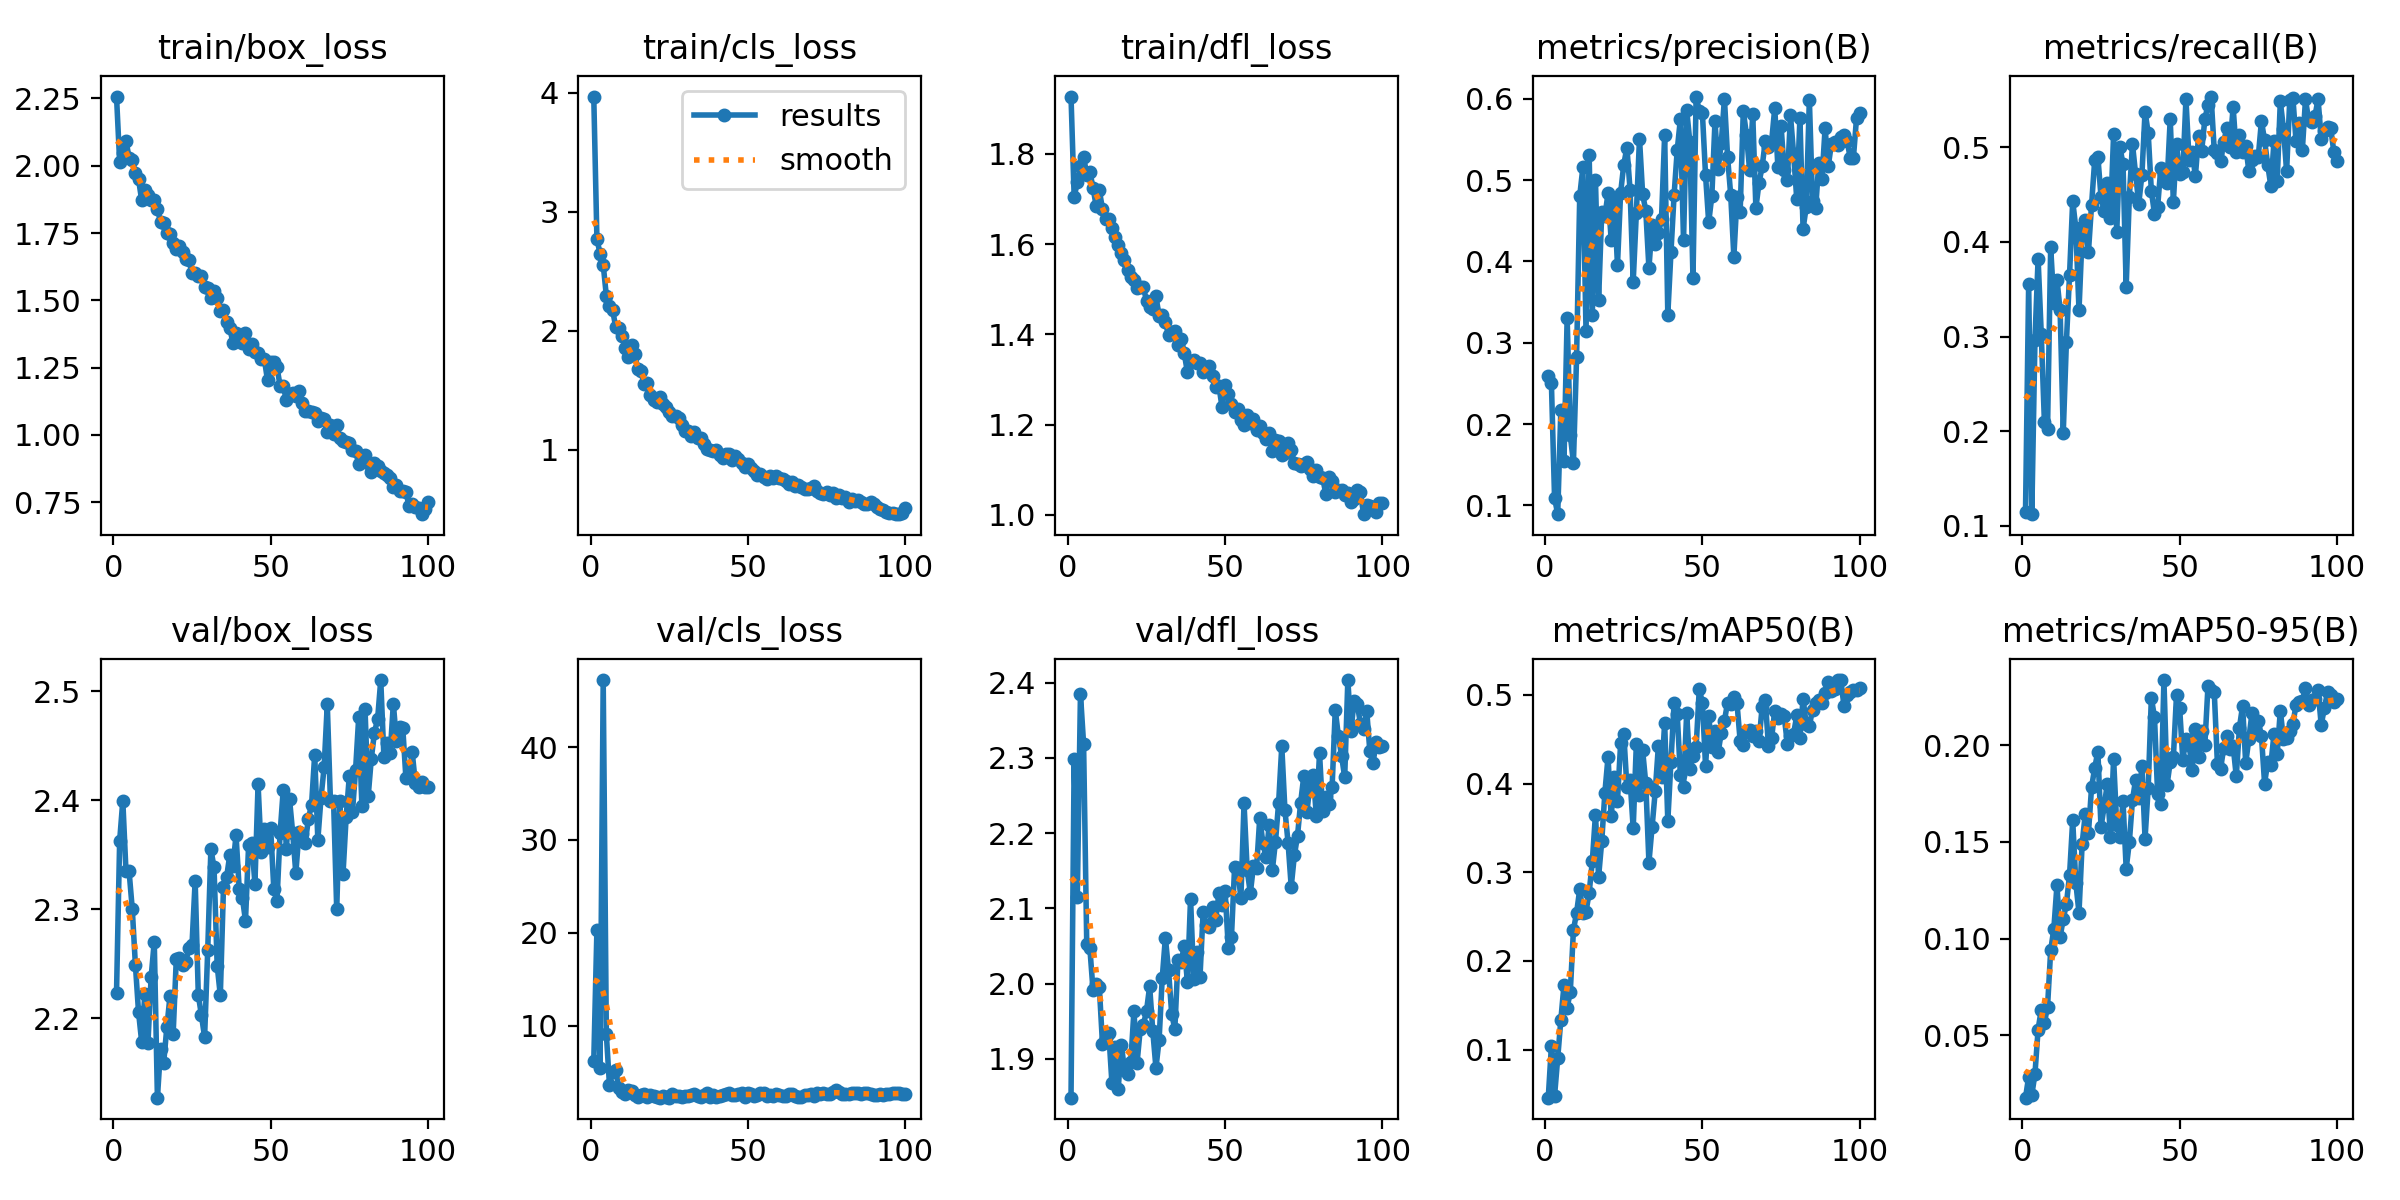 train/box_loss
2.25
2.00
1.75
1.50
1.25
1.00
0.75
0 50 100
train/cls_loss
results
smooth
4
3
2
1
0 50 100
train/dfl_loss
1.8
1.6
1.4
1.2
1.0
0 50 100
metrics/precision(B)
0.6
0.5
0.4
0.3
0.2
0.1
0 50 100
metrics/recall(B)
0.5
0.4
0.3
0.2
0.1
0 50 100
val/box_loss
2.5
2.4
2.3
2.2
0 50 100
val/cls_loss
40
30
20
10
0 50 100
val/dfl_loss
2.4
2.3
2.2
2.1
2.0
1.9
0 50 100
metrics/mAP50(B)
0.5
0.4
0.3
0.2
0.1
0 50 100
metrics/mAP50-95(B)
0.20
0.15
0.10
0.05
0 50 100